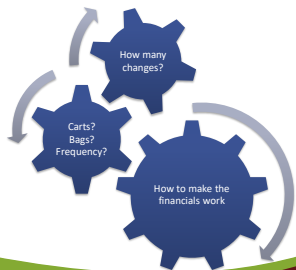 How many
changes?
Carts?
Bags?
Frequency?
How to make the
financials work